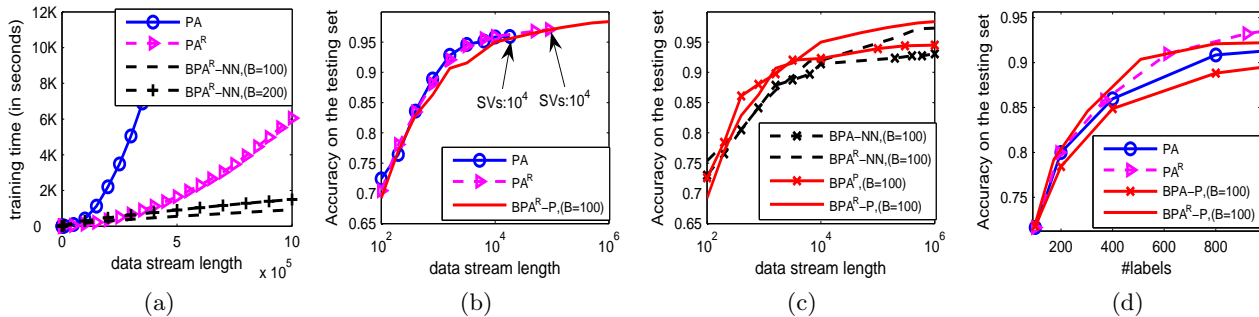 training time (in seconds)
12K
10K
8K
6K
4K
2K
0
PA
PA^R
BPA^R−NN,(B=100)
BPA^R−NN,(B=200)
0
5
10
data stream length
x 10^5
(a)
Accuracy on the testing set
0.95
0.9
0.85
0.8
0.75
0.7
0.65
SVs:10^4
SVs:10^4
PA
PA^R
BPA^R−P,(B=100)
10^2
10^4
10^6
data stream length
(b)
Accuracy on the testing set
0.95
0.9
0.85
0.8
0.75
0.7
0.65
BPA−NN,(B=100)
BPA^R−NN,(B=100)
BPA^P,(B=100)
BPA^R−P,(B=100)
10^2
10^4
10^6
data stream length
(c)
Accuracy on the testing set
0.95
0.9
0.85
0.8
0.75
PA
PA^R
BPA−P,(B=100)
BPA^R−P,(B=100)
200
400
600
800
#labels
(d)